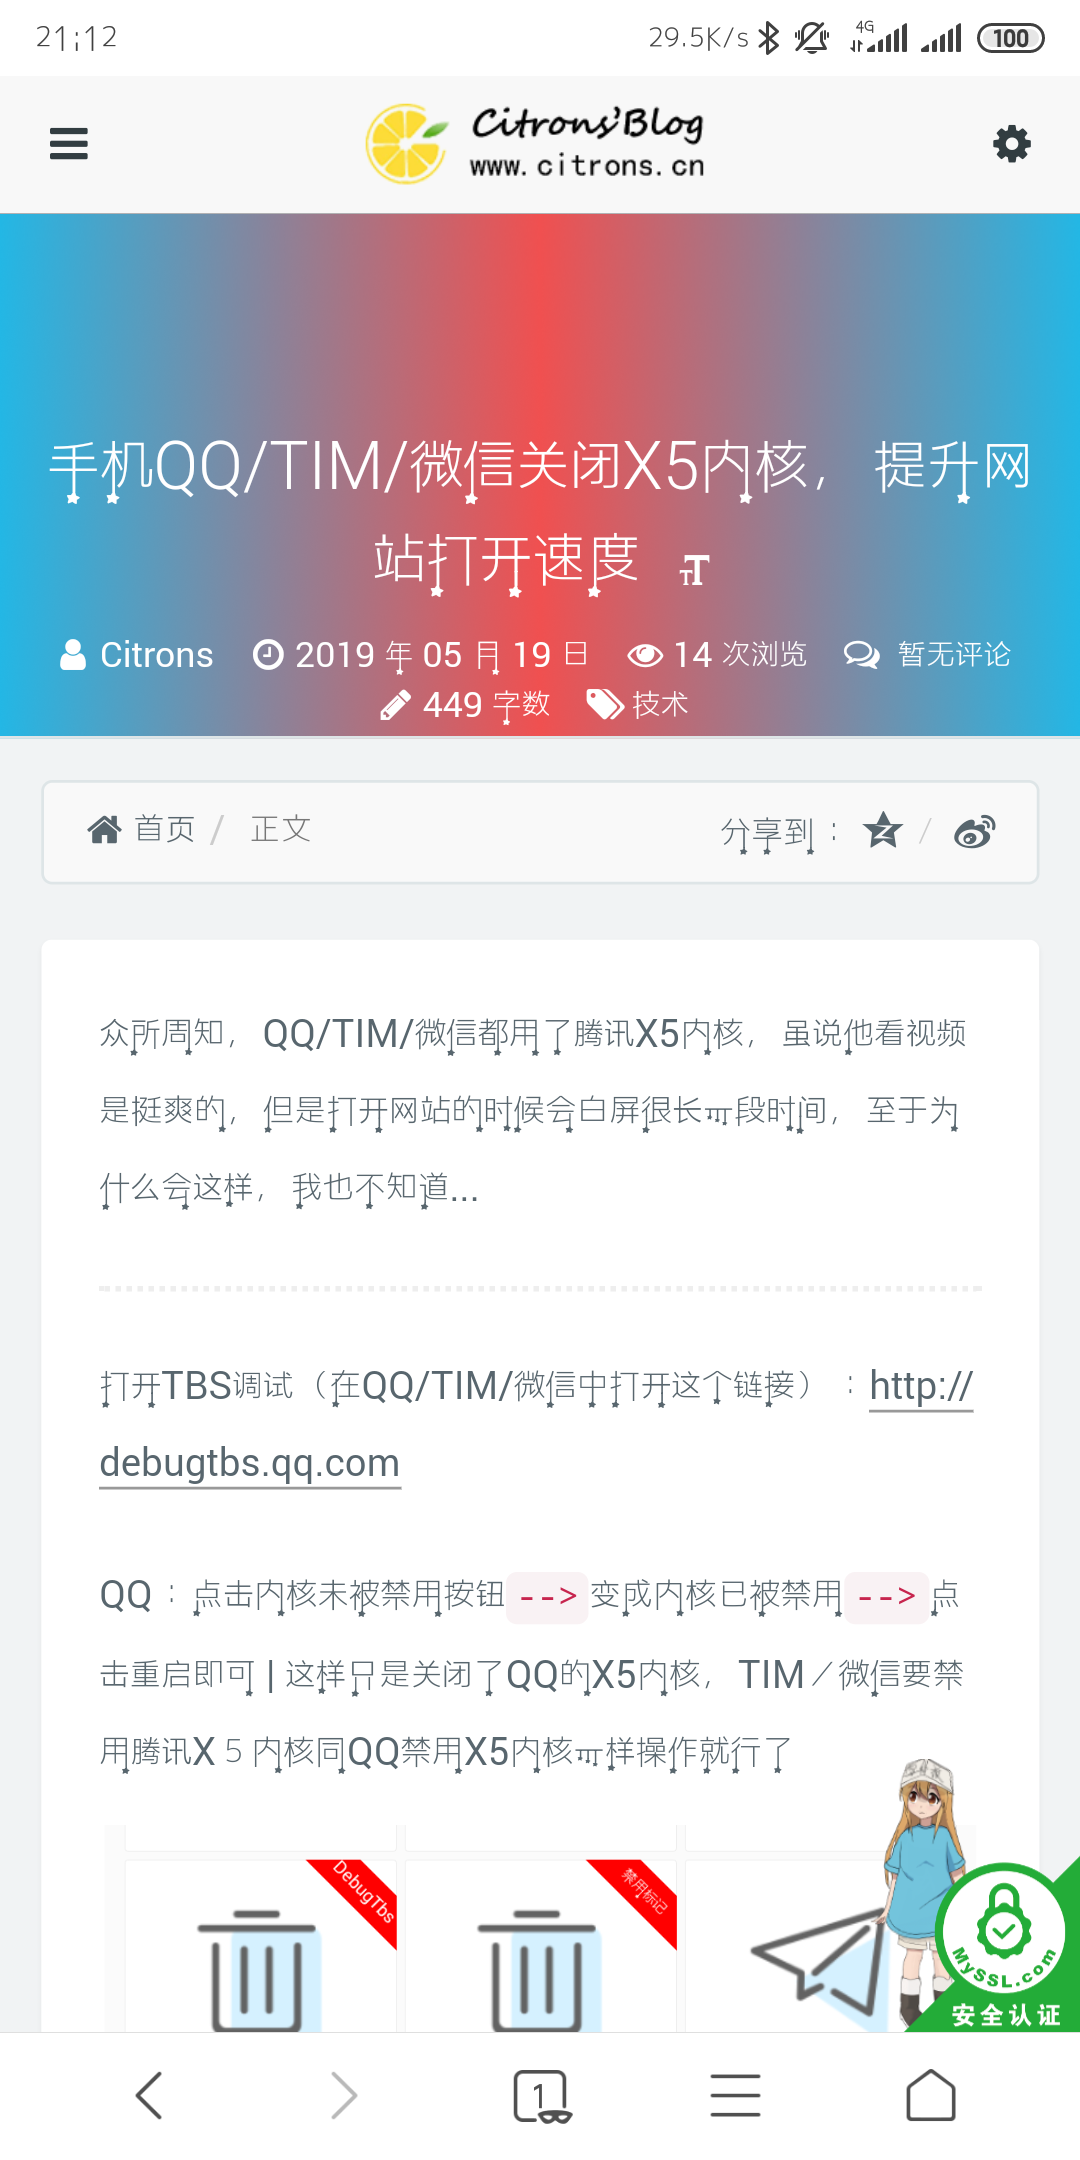 21:12
29.5K/s 4G 100
Citrons'Blog
www.citrons.cn
手机QQ/TIM/微信关闭X5内核，提升网
站打开速度
Citrons 2019 年 05 月 19 日 14 次浏览 暂无评论
449 字数 技术
首页 / 正文 分享到： /
众所周知，QQ/TIM/微信都用了腾讯X5内核，虽说他看视频
是挺爽的，但是打开网站的时候会白屏很长一段时间，至于为
什么会这样，我也不知道...
打开TBS调试（在QQ/TIM/微信中打开这个链接）：http://
debugtbs.qq.com
QQ：点击内核未被禁用按钮-->变成内核已被禁用-->点
击重启即可 | 这样只是关闭了QQ的X5内核，TIM／微信要禁
用腾讯X５内核同QQ禁用X5内核一样操作就行了
DebugTbs
禁用标记
MySSL.com
安全认证
1